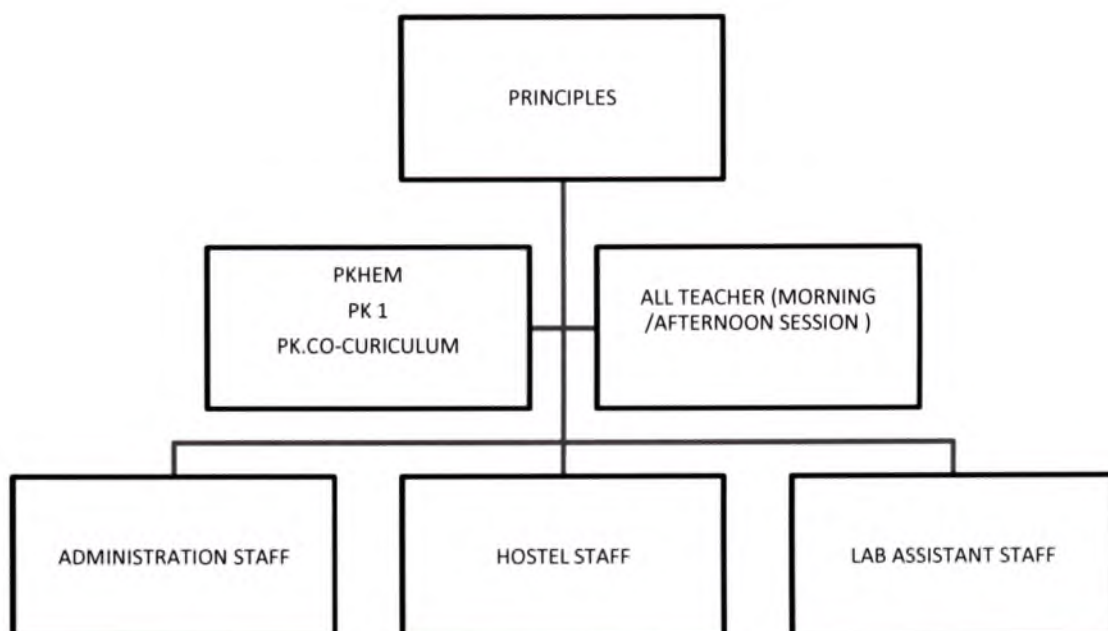 PRINCIPLES
PKHEM
PK 1
PK.CO-CURICULUM
ALL TEACHER (MORNING
/AFTERNOON SESSION )
ADMINISTRATION STAFF
HOSTEL STAFF
LAB ASSISTANT STAFF